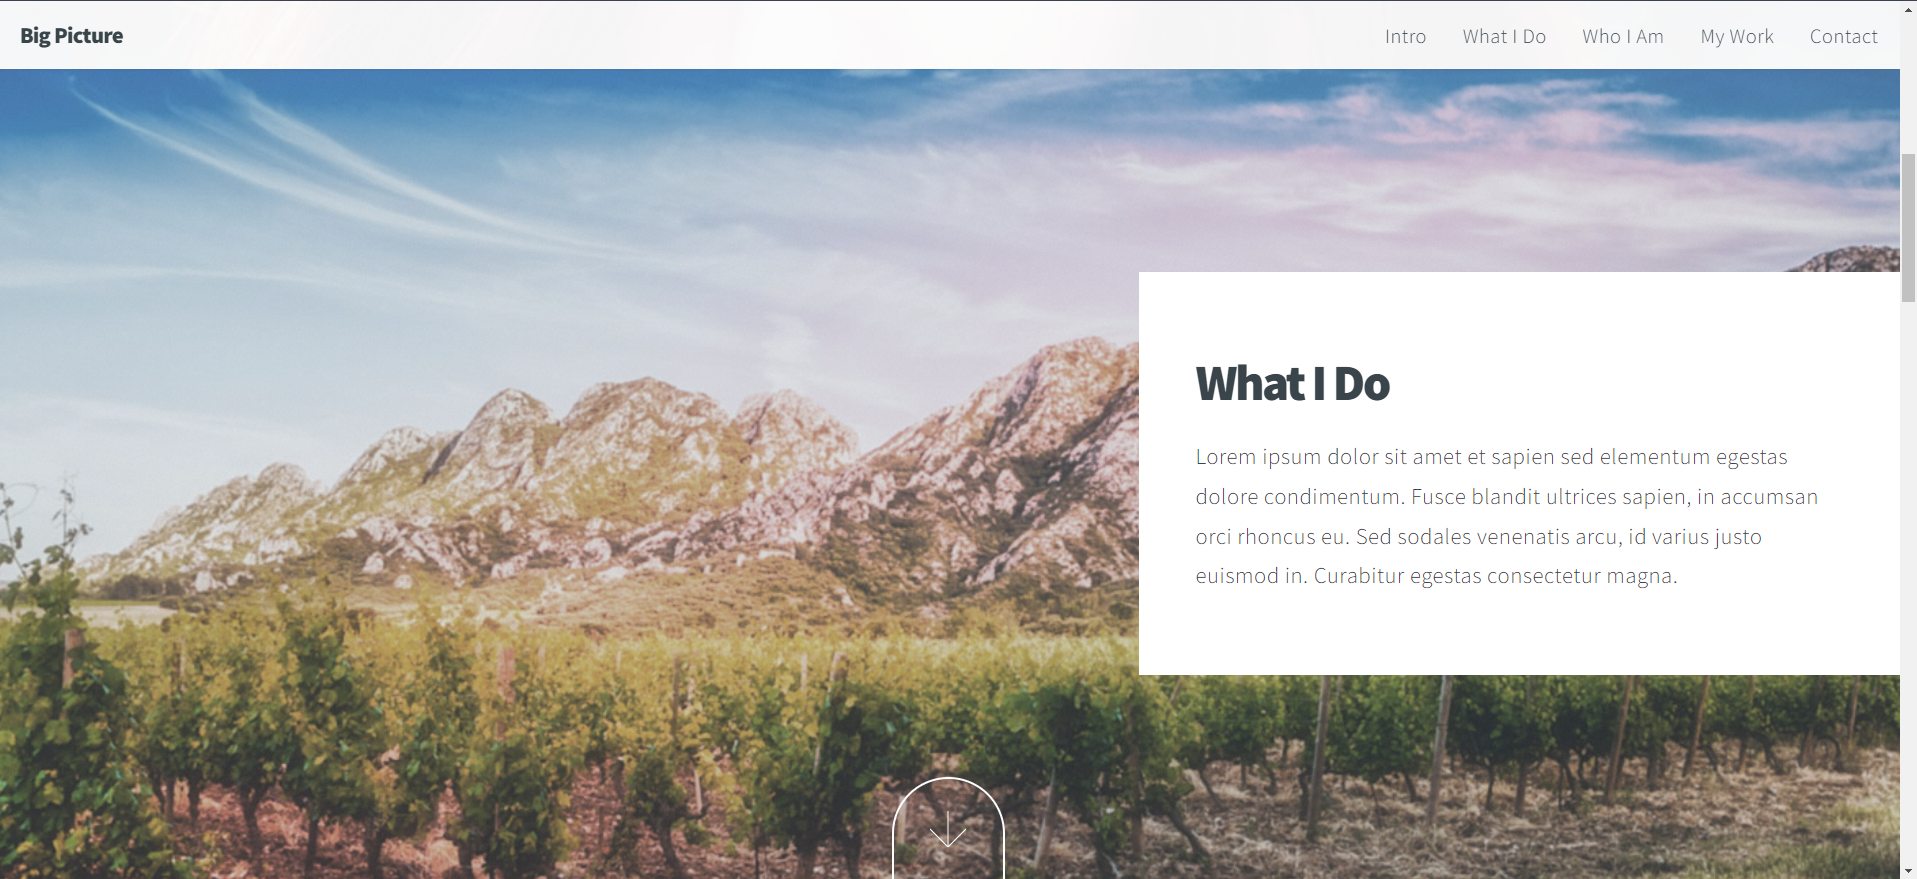 Big Picture
Intro What I Do Who I Am My Work Contact
What I Do
Lorem ipsum dolor sit amet et sapien sed elementum egestas
dolore condimentum. Fusce blandit ultrices sapien, in accumsan
orci rhoncus eu. Sed sodales venenatis arcu, id varius justo
euismod in. Curabitur egestas consectetur magna.